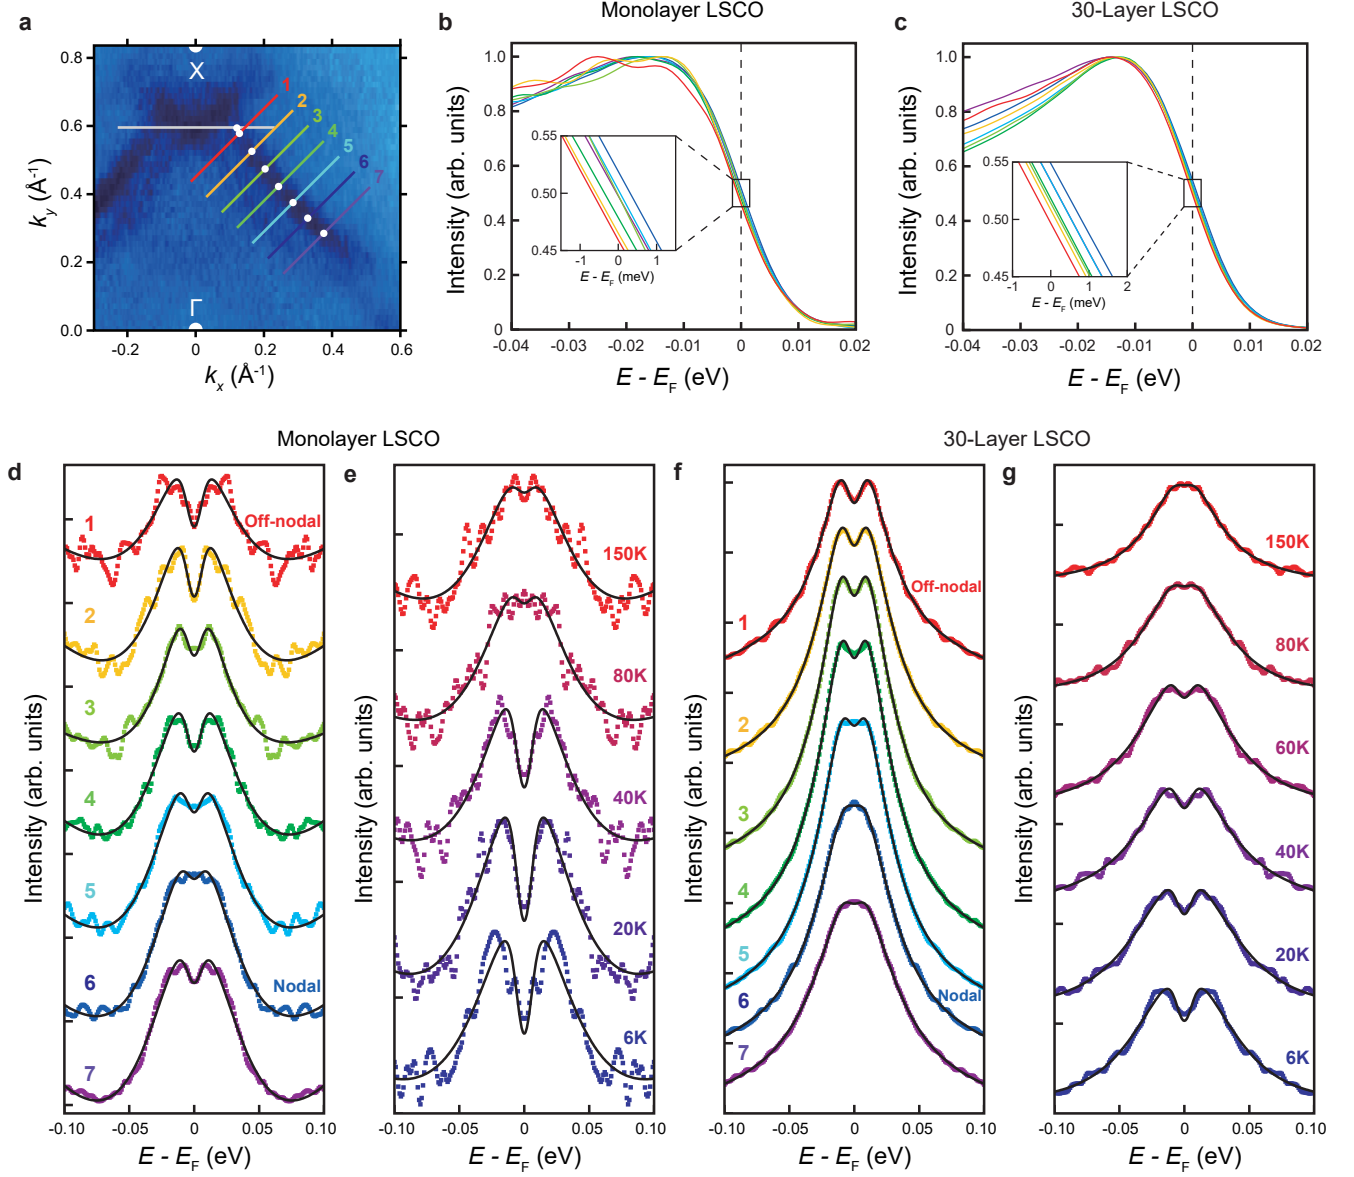 a
0.8
0.6
0.4
0.2
0.0
-0.2
0
0.2
0.4
0.6
ky (Å-1)
kx (Å-1)
X
Γ
1
2
3
4
5
6
7
b
Monolayer LSCO
1.0
0.8
0.6
0.4
0.2
0
-0.04
-0.03
-0.02
-0.01
0
0.01
0.02
Intensity (arb. units)
E - EF (eV)
0.55
0.50
0.45
-1
0
1
E - EF (meV)
c
30-Layer LSCO
1.0
0.8
0.6
0.4
0.2
0
-0.04
-0.03
-0.02
-0.01
0
0.01
0.02
Intensity (arb. units)
E - EF (eV)
0.55
0.50
0.45
-1
0
1
2
E - EF (meV)
Monolayer LSCO
30-Layer LSCO
d
1
Off-nodal
2
3
4
5
6
Nodal
7
Intensity (arb. units)
-0.10
-0.05
0
0.05
0.10
E - EF (eV)
e
150K
80K
40K
20K
6K
Intensity (arb. units)
-0.10
-0.05
0
0.05
0.10
E - EF (eV)
f
Off-nodal
1
2
3
4
5
6
Nodal
7
Intensity (arb. units)
-0.10
-0.05
0
0.05
0.10
E - EF (eV)
g
150K
80K
60K
40K
20K
6K
Intensity (arb. units)
-0.10
-0.05
0
0.05
0.10
E - EF (eV)